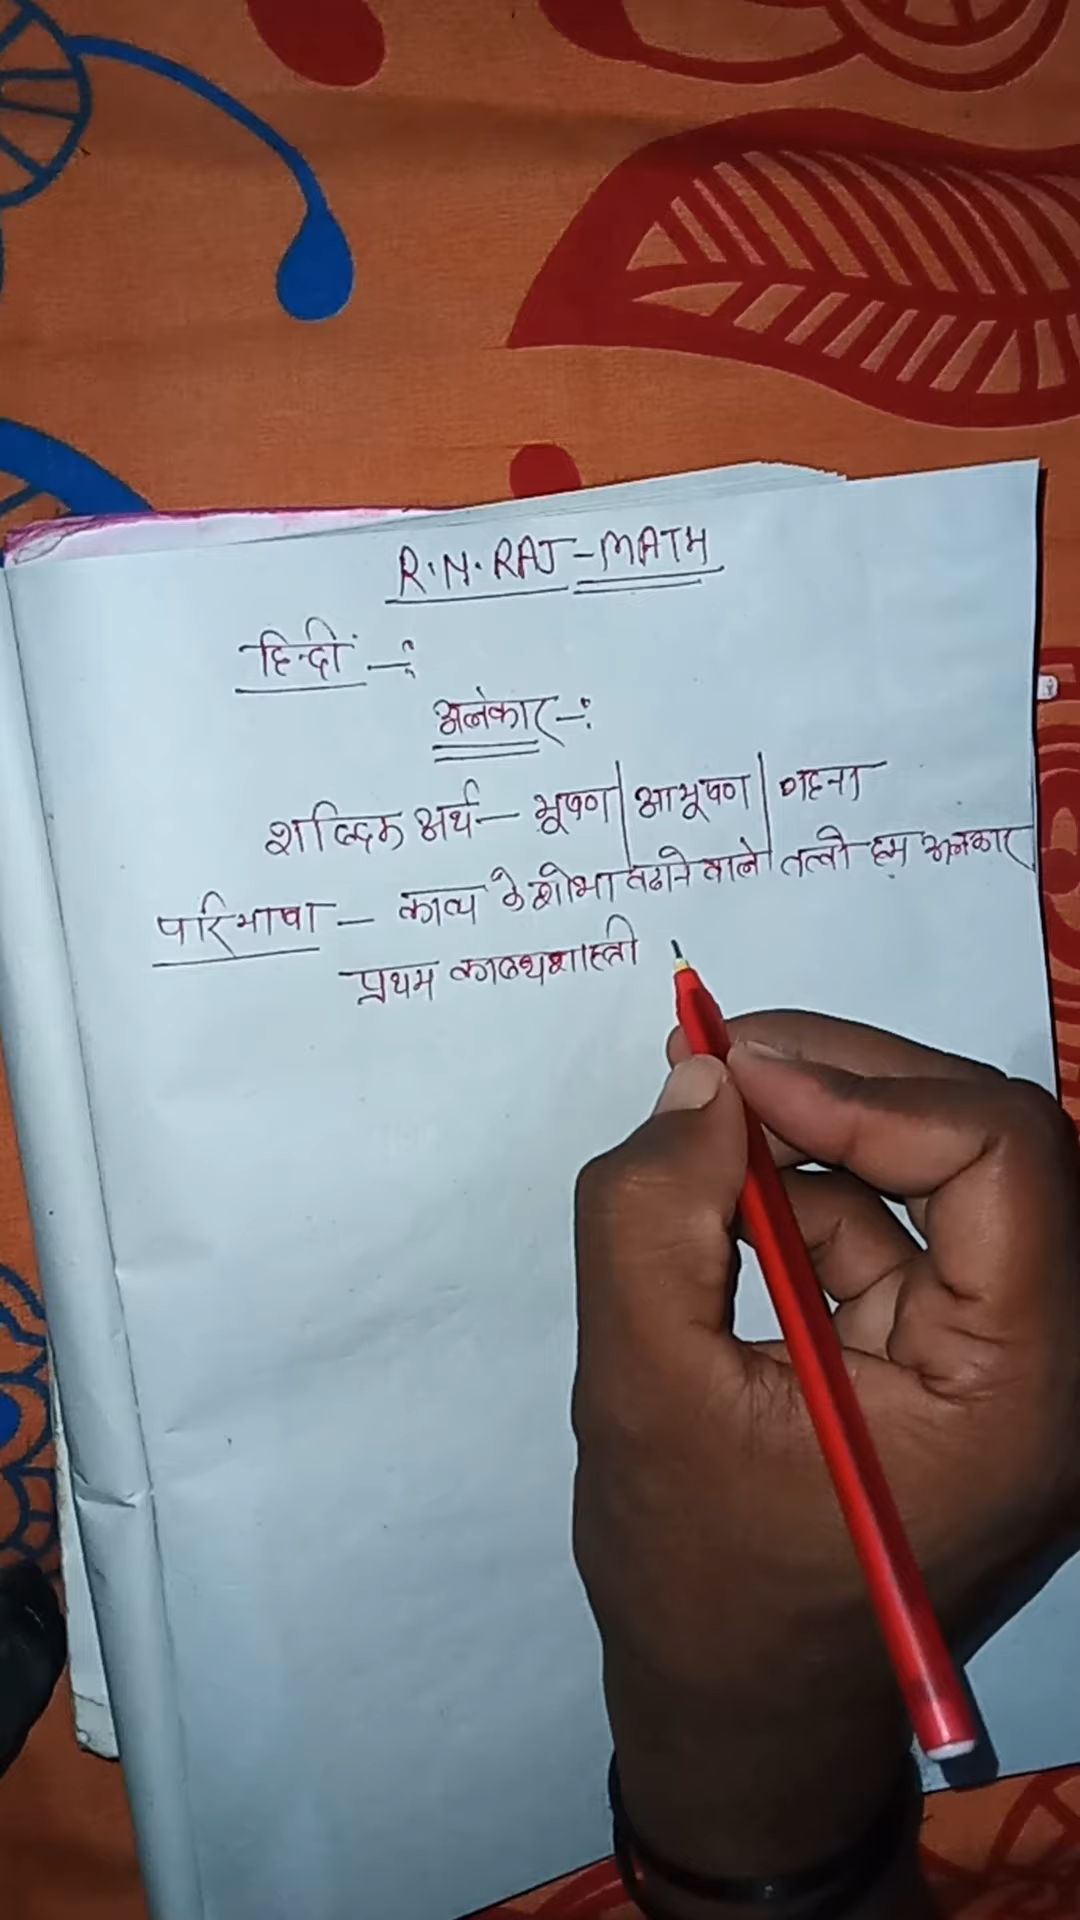 R.N.RAJ-MATH
हिन्दीं -:
अलंकार -:
शाब्दिक अर्थ - भूषण | आभूषण | गहना
परिभाषा - काव्य के शोभा बढाने वाले तत्वो हम अलंकार
प्रथम काव्यशास्त्री